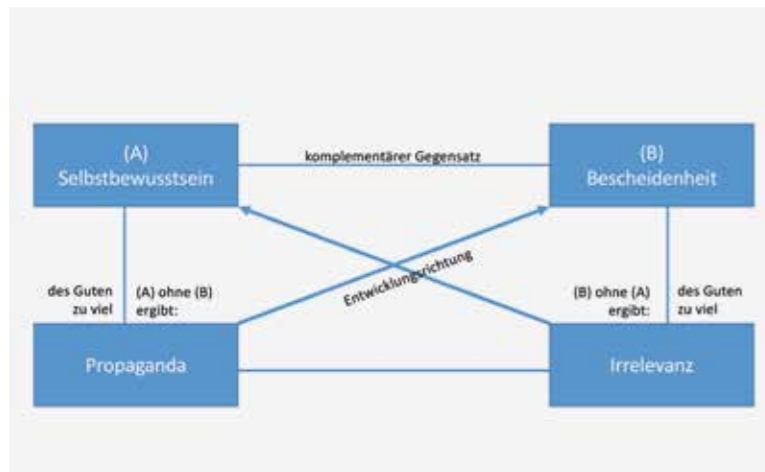 (A)
Selbstbewusstsein
komplementärer Gegensatz
(B)
Bescheidenheit
des Guten
zu viel
(A) ohne (B)
ergibt:
Entwicklungsrichtung
(B) ohne (A)
ergibt:
des Guten
zu viel
Propaganda
Irrelevanz